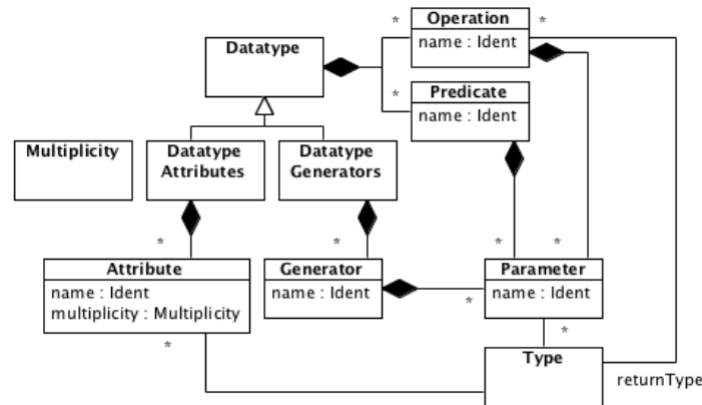 *
Operation
*
name : Ident
Datatype
*
Predicate
name : Ident
Multiplicity
Datatype
Attributes
Datatype
Generators
*
*
*
*
Attribute
name : Ident
multiplicity : Multiplicity
Generator
name : Ident
*
Parameter
name : Ident
*
*
Type
returnType